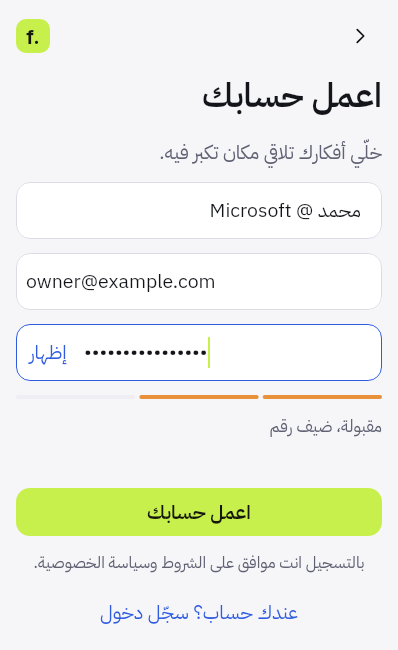 f.
اعمل حسابك
خلّي أفكارك تلاقي مكان تكبر فيه.
محمد @ Microsoft
owner@example.com
•••••••••••••••• إظهار
مقبولة، ضيف رقم
اعمل حسابك
بالتسجيل انت موافق على الشروط وسياسة الخصوصية.
عندك حساب؟ سجّل دخول